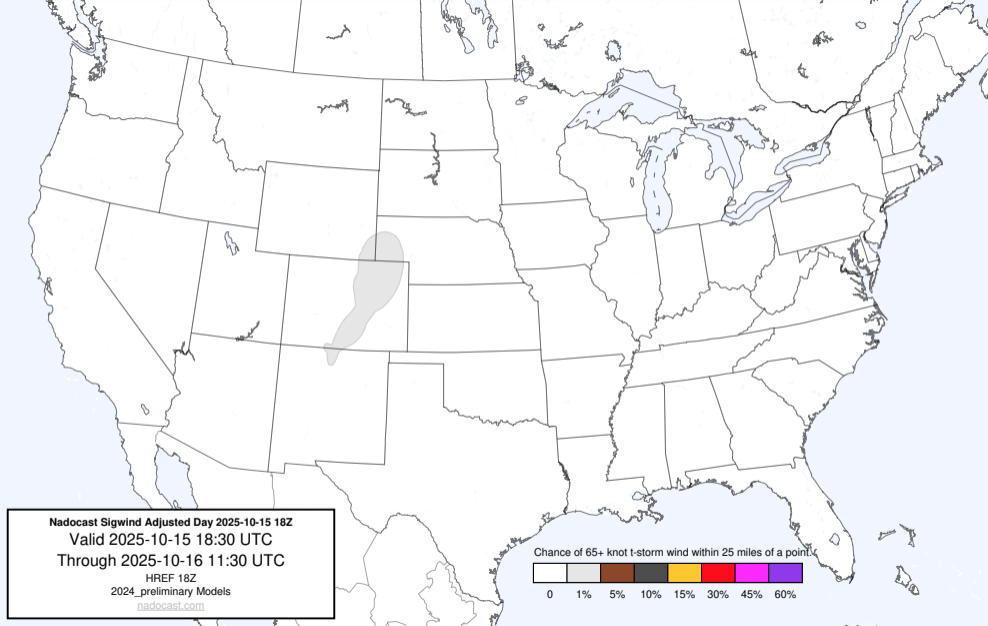 Nadocast Sigwind Adjusted Day 2025-10-15 18Z
Valid 2025-10-15 18:30 UTC
Through 2025-10-16 11:30 UTC
HREF 18Z
2024_preliminary Models
nadocast.com
Chance of 65+ knot t-storm wind within 25 miles of a point.
0 1% 5% 10% 15% 30% 45% 60%